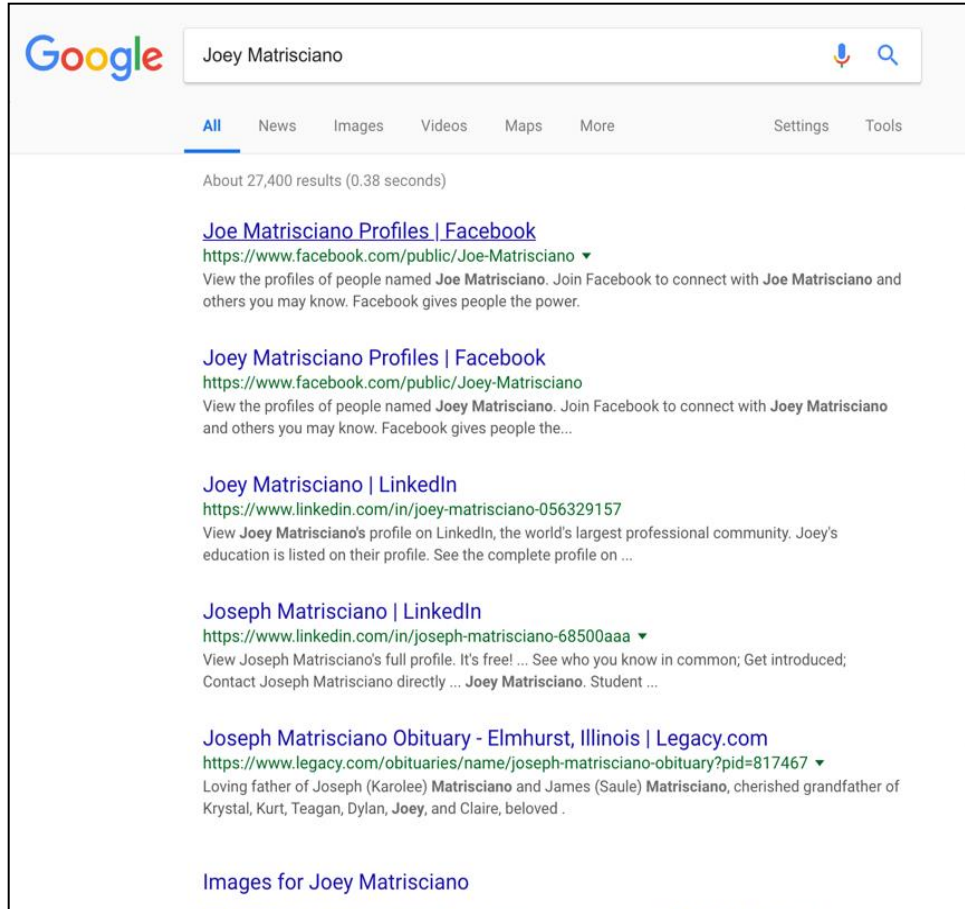 Google
Joey Matrisciano
All News Images Videos Maps More Settings Tools
About 27,400 results (0.38 seconds)
Joe Matrisciano Profiles | Facebook
https://www.facebook.com/public/Joe-Matrisciano
View the profiles of people named Joe Matrisciano. Join Facebook to connect with Joe Matrisciano and
others you may know. Facebook gives people the power.
Joey Matrisciano Profiles | Facebook
https://www.facebook.com/public/Joey-Matrisciano
View the profiles of people named Joey Matrisciano. Join Facebook to connect with Joey Matrisciano
and others you may know. Facebook gives people the...
Joey Matrisciano | LinkedIn
https://www.linkedin.com/in/joey-matrisciano-056329157
View Joey Matrisciano's profile on LinkedIn, the world's largest professional community. Joey's
education is listed on their profile. See the complete profile on ...
Joseph Matrisciano | LinkedIn
https://www.linkedin.com/in/joseph-matrisciano-68500aaa
View Joseph Matrisciano's full profile. It's free! ... See who you know in common; Get introduced;
Contact Joseph Matrisciano directly ... Joey Matrisciano. Student ...
Joseph Matrisciano Obituary - Elmhurst, Illinois | Legacy.com
https://www.legacy.com/obituaries/name/joseph-matrisciano-obituary?pid=817467
Loving father of Joseph (Karolee) Matrisciano and James (Saule) Matrisciano, cherished grandfather of
Krystal, Kurt, Teagan, Dylan, Joey, and Claire, beloved .
Images for Joey Matrisciano